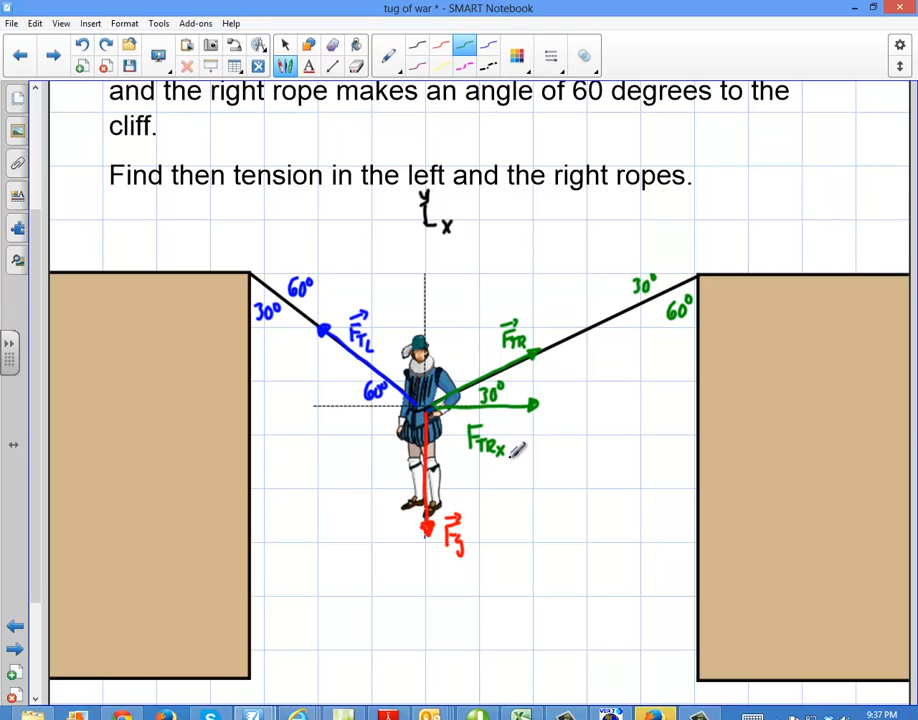 tug of war * - SMART Notebook
File Edit View Insert Format Tools Add-ons Help
and the right rope makes an angle of 60 degrees to the
cliff.
Find then tension in the left and the right ropes.
y
x
60°
30°
30°
60°
F⃗TL
F⃗TR
60°
30°
FTRx
F⃗g
9:37 PM